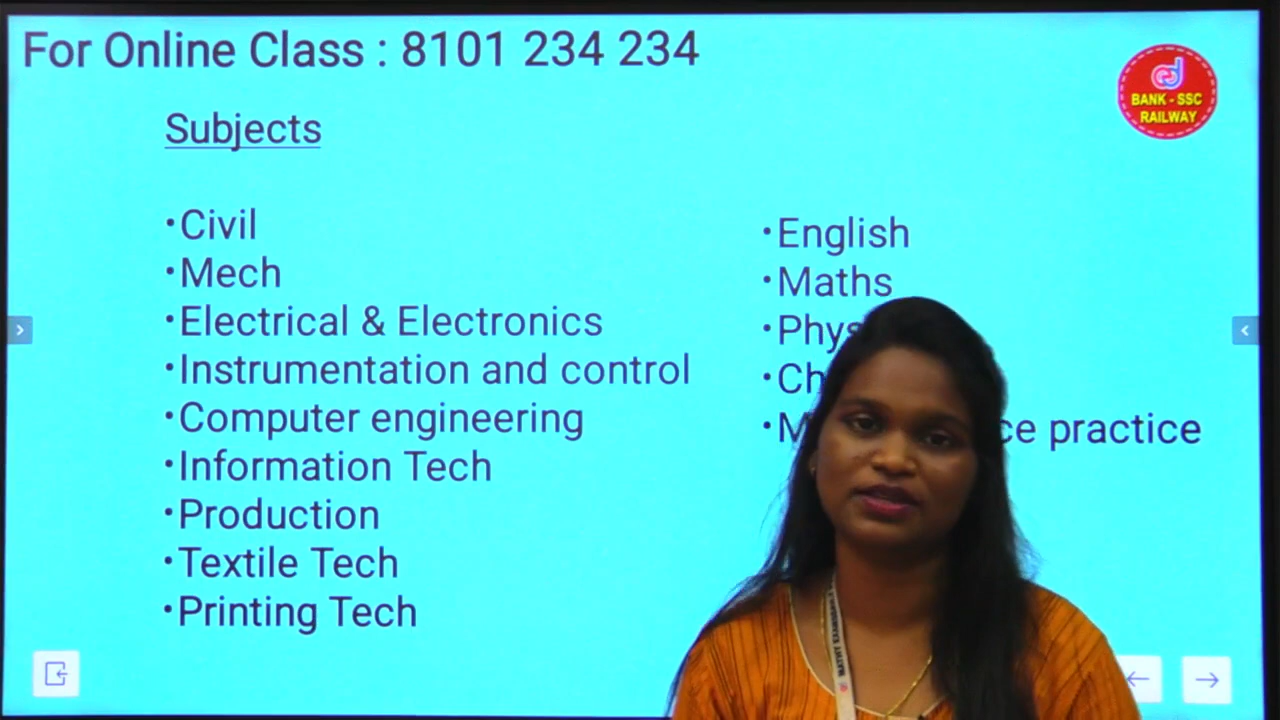 For Online Class : 8101 234 234
BANK - SSC
RAILWAY
Subjects
•Civil
•Mech
•Electrical & Electronics
•Instrumentation and control
•Computer engineering
•Information Tech
•Production
•Textile Tech
•Printing Tech
•English
•Maths
practice